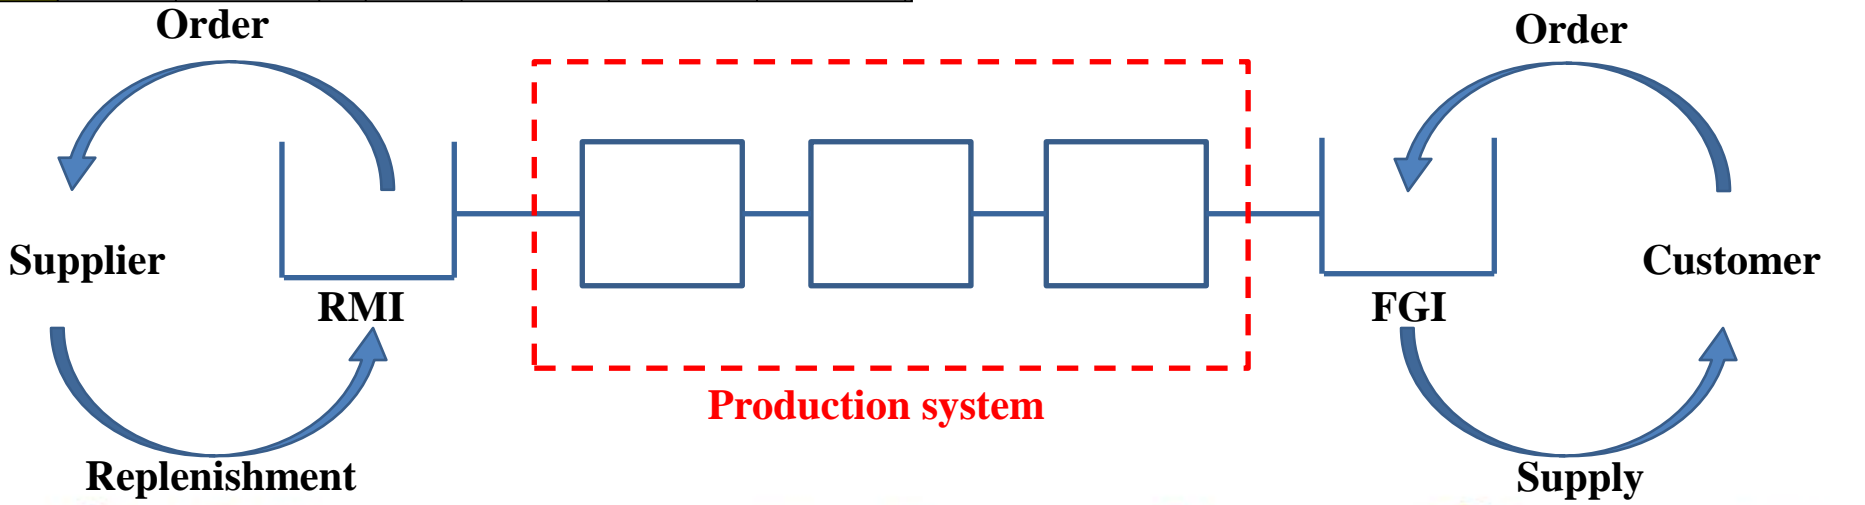 Order
Order
Supplier
Customer
RMI
FGI
Production system
Replenishment
Supply